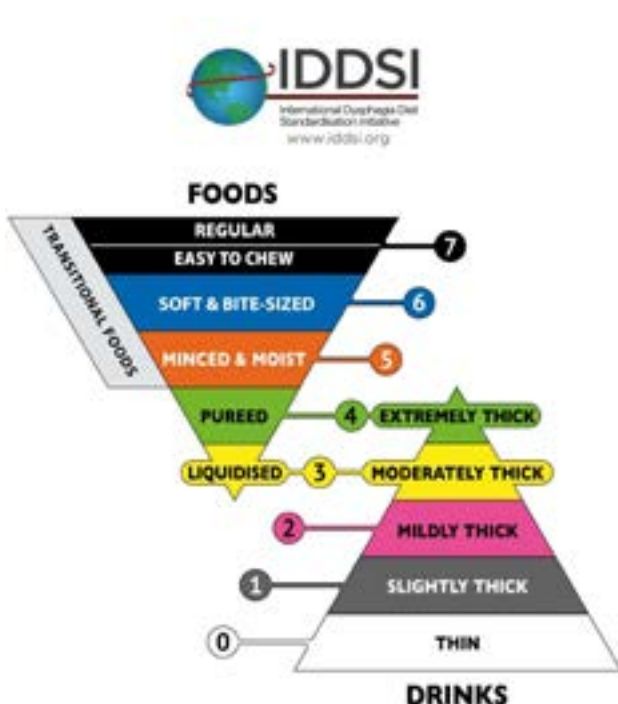 IDDSI
International Dysphagia Diet
Standardisation Initiative
www.iddsi.org
FOODS
TRANSITIONAL FOODS
REGULAR
EASY TO CHEW
7
SOFT & BITE-SIZED
6
MINCED & MOIST
5
PUREED
4
EXTREMELY THICK
LIQUIDISED
3
MODERATELY THICK
2
MILDLY THICK
1
SLIGHTLY THICK
0
THIN
DRINKS